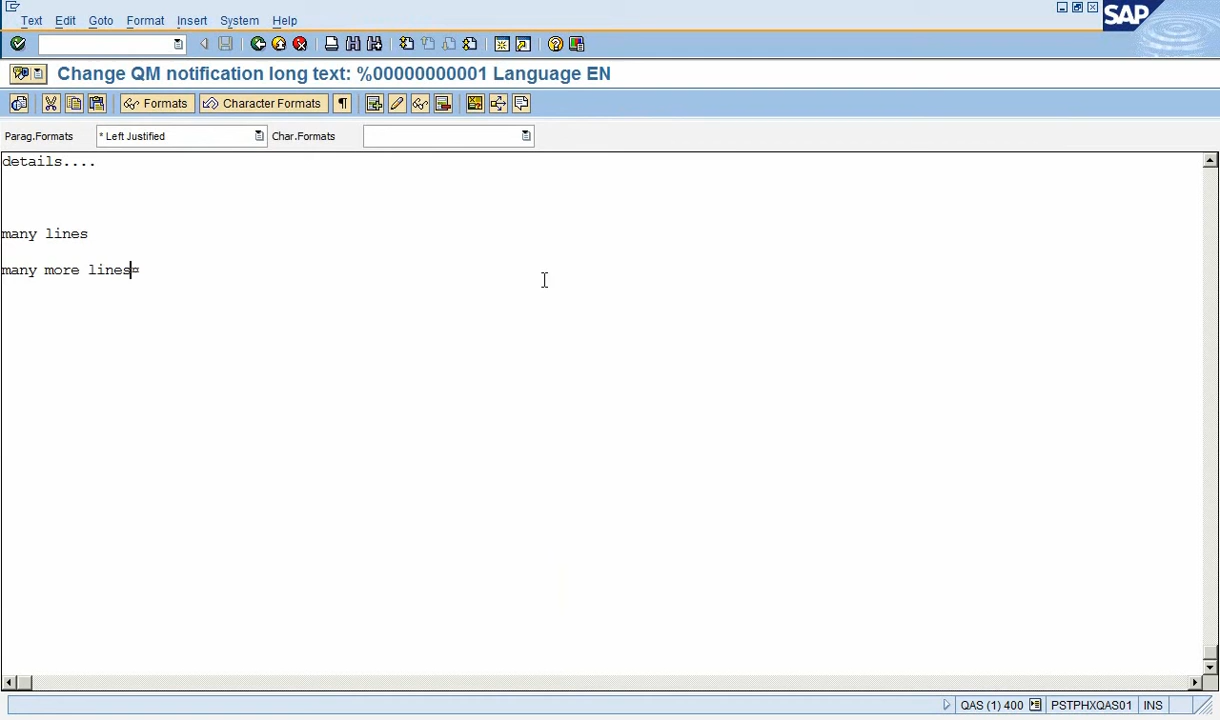 Text Edit Goto Format Insert System Help
SAP
Change QM notification long text: %00000000001 Language EN
Formats Character Formats
Parag.Formats * Left Justified Char.Formats
details....
many lines
many more lines¤
QAS (1) 400 PSTPHXQAS01 INS